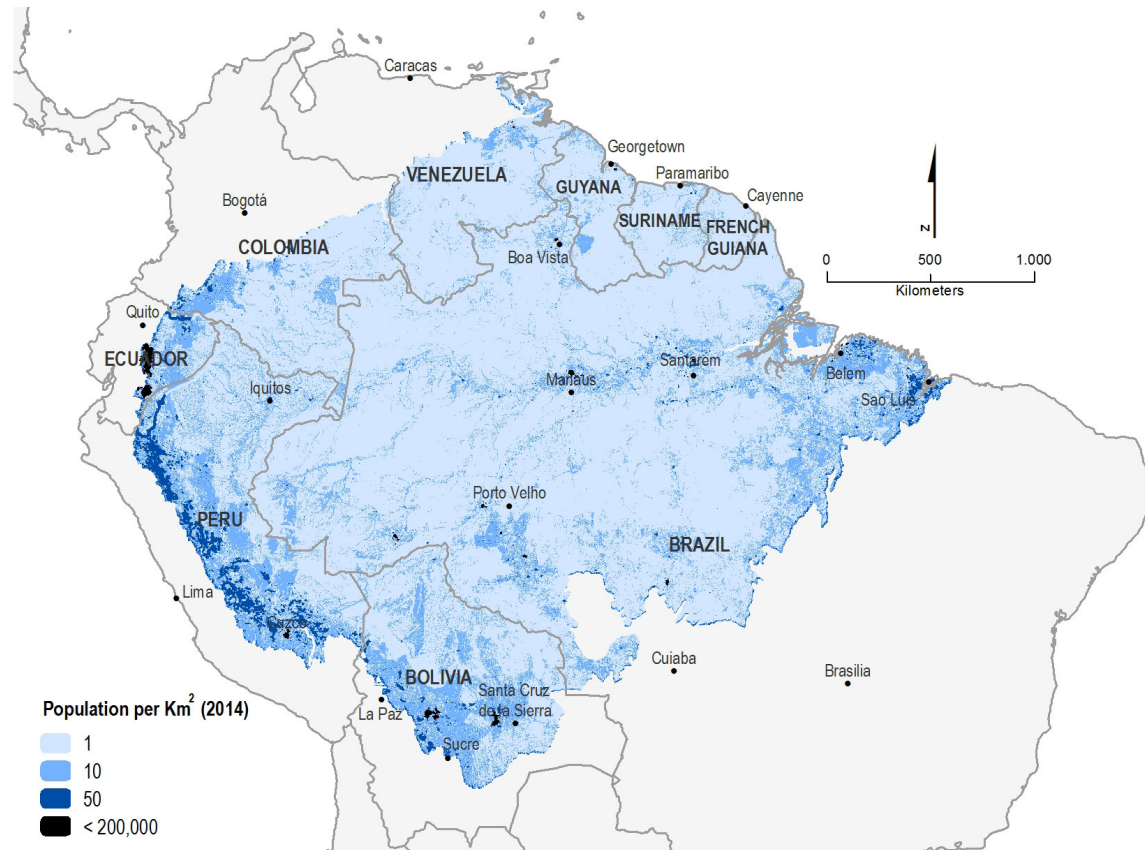 Caracas
Georgetown
VENEZUELA
Paramaribo
GUYANA
Cayenne
Bogotá
SURINAME
FRENCH
GUIANA
COLOMBIA
Boa Vista
N
0 500 1.000
Kilometers
Quito
ECUADOR
Santarem
Belem
Manaus
Iquitos
Sao Luis
Porto Velho
PERU
BRAZIL
Lima
Cuzco
Cuiaba
Brasilia
BOLIVIA
Santa Cruz
de la Sierra
La Paz
Sucre
Population per Km² (2014)
1
10
50
< 200,000